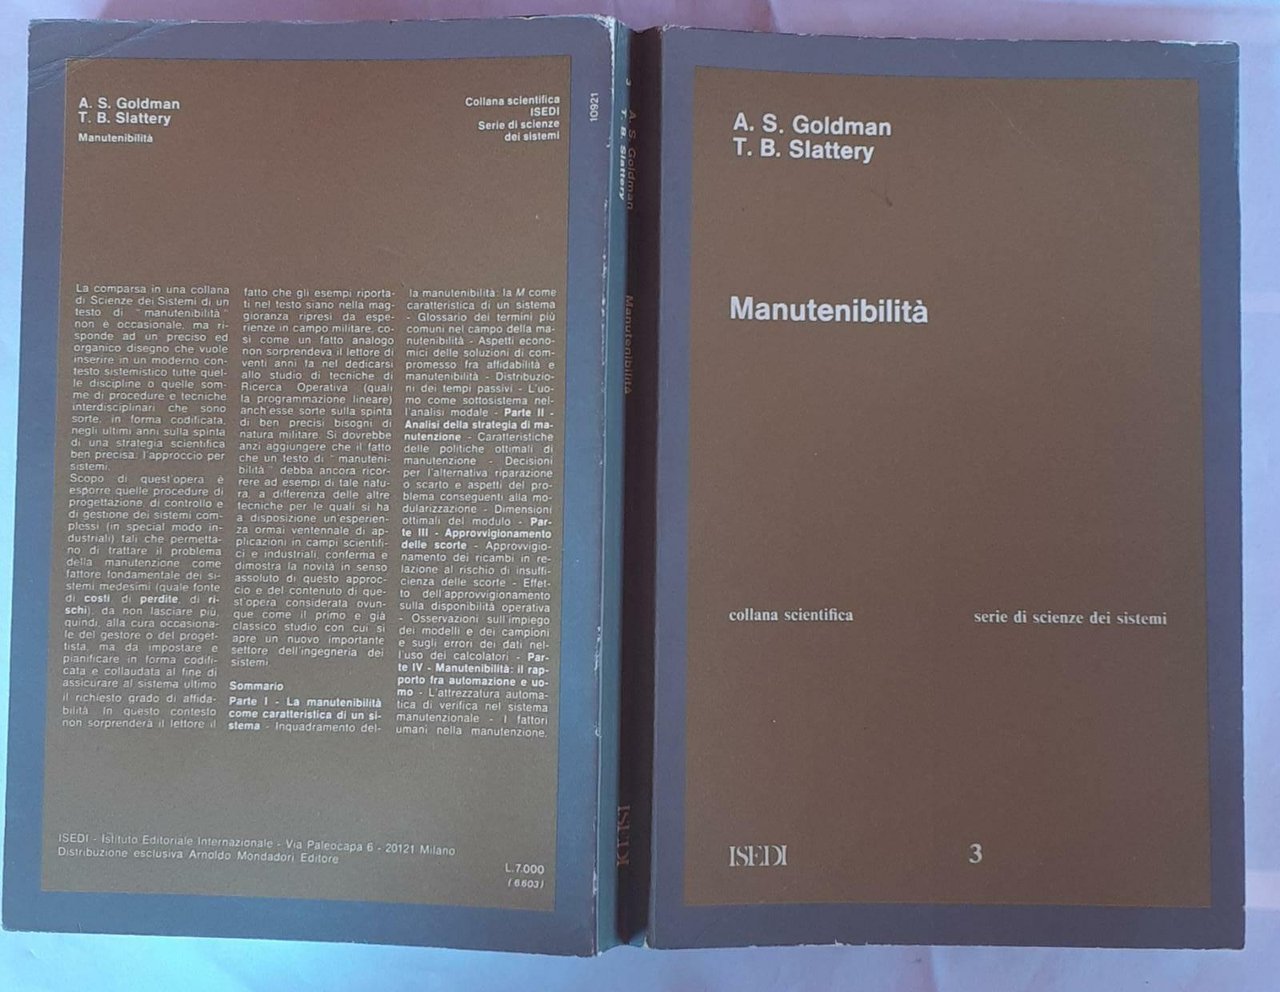 A. S. Goldman
T. B. Slattery
Manutenibilità
Collana scientifica
ISEDI
Serie di scienze
dei sistemi
La comparsa in una collana
di Scienze dei Sistemi di un
testo di "manutenibilità"
non è occasionale, ma ri-
sponde ad un preciso ed
organico disegno che vuole
inserire in un moderno con-
testo sistemistico tutte quel-
le discipline o quelle som-
me di procedure e tecniche
interdisciplinari che sono
sorte, in forma codificata,
negli ultimi anni sulla spinta
di una strategia scientifica
ben precisa: l'approccio per
sistemi.
Scopo di quest'opera è
esporre quelle procedure di
progettazione, di controllo e
di gestione dei sistemi com-
plessi (in special modo in-
dustriali) tali che permetta-
no di trattare il problema
della manutenzione come
fattore fondamentale dei si-
stemi medesimi (quale fonte
di costi, di perdite, di ri-
schi), da non lasciare più,
quindi, alla cura occasiona-
le del gestore o del proget-
tista, ma da impostare e
pianificare in forma codifi-
cata e collaudata al fine di
assicurare al sistema ultimo
il richiesto grado di affida-
bilità. In questo contesto
non sorprenderà il lettore il
fatto che gli esempi riporta-
ti nel testo siano nella mag-
gioranza ripresi da espe-
rienze in campo militare, co-
sì come un fatto analogo
non sorprendeva il lettore di
venti anni fa nel dedicarsi
allo studio di tecniche di
Ricerca Operativa (quali
la programmazione lineare)
anch'esse sorte sulla spinta
di ben precisi bisogni di
natura militare. Si dovrebbe
anzi aggiungere che il fatto
che un testo di "manuteni-
bilità" debba ancora ricor-
rere ad esempi di tale natu-
ra, a differenza delle altre
tecniche per le quali si ha
a disposizione un'esperien-
za ormai ventennale di ap-
plicazioni in campi scientifi-
ci e industriali, conferma e
dimostra la novità in senso
assoluto di questo approc-
cio e del contenuto di que-
st'opera considerata ovun-
que come il primo e già
classico studio con cui si
apre un nuovo importante
settore dell'ingegneria dei
sistemi.
Sommario
Parte I - La manutenibilità
come caratteristica di un si-
stema - Inquadramento del-
la manutenibilità: la M come
caratteristica di un sistema
- Glossario dei termini più
comuni nel campo della ma-
nutenibilità - Aspetti econo-
mici delle soluzioni di com-
promesso fra affidabilità e
manutenibilità - Distribuzio-
ni dei tempi passivi - L'uo-
mo come sottosistema nel-
l'analisi modale - Parte II -
Analisi della strategia di ma-
nutenzione - Caratteristiche
delle politiche ottimali di
manutenzione - Decisioni
per l'alternativa riparazione
o scarto e aspetti del pro-
blema conseguenti alla mo-
dularizzazione - Dimensioni
ottimali del modulo - Par-
te III - Approvvigionamento
delle scorte - Approvvigio-
namento dei ricambi in re-
lazione al rischio di insuffi-
cienza delle scorte - Effet-
to dell'approvvigionamento
sulla disponibilità operativa
- Osservazioni sull'impiego
dei modelli e dei campioni
e sugli errori dei dati nel-
l'uso dei calcolatori - Par-
te IV - Manutenibilità: il rap-
porto fra automazione e uo-
mo - L'attrezzatura automa-
tica di verifica nel sistema
manutenzionale - I fattori
umani nella manutenzione.
ISEDI - Istituto Editoriale Internazionale - Via Paleocapa 6 - 20121 Milano
Distribuzione esclusiva Arnoldo Mondadori Editore
L. 7.000
(6603)
10921
3
A. S. Goldman
T. B. Slattery
Manutenibilità
ISEDI
A. S. Goldman
T. B. Slattery
Manutenibilità
collana scientifica
serie di scienze dei sistemi
ISEDI
3